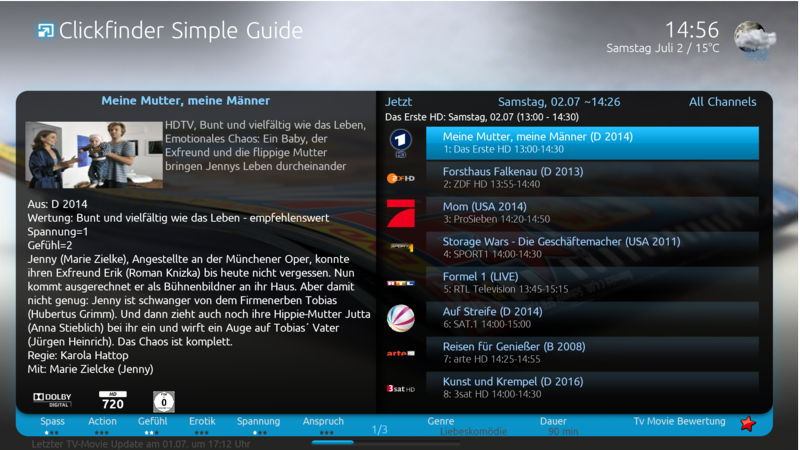 Clickfinder Simple Guide
14:56
Samstag Juli 2 / 15°C
Meine Mutter, meine Männer
HDTV, Bunt und vielfältig wie das Leben,
Emotionales Chaos: Ein Baby, der
Exfreund und die flippige Mutter
bringen Jennys Leben durcheinander
Aus: D 2014
Wertung: Bunt und vielfältig wie das Leben - empfehlenswert
Spannung=1
Gefühl=2
Jenny (Marie Zielke), Angestellte an der Münchener Oper, konnte
ihren Exfreund Erik (Roman Knizka) bis heute nicht vergessen. Nun
kommt ausgerechnet er als Bühnenbildner an ihr Haus. Aber damit
nicht genug: Jenny ist schwanger von dem Firmenerben Tobias
(Hubertus Grimm). Und dann zieht auch noch ihre Hippie-Mutter Jutta
(Anna Stieblich) bei ihr ein und wirft ein Auge auf Tobias´ Vater
(Jürgen Heinrich). Das Chaos ist komplett.
Regie: Karola Hattop
Mit: Marie Zielcke (Jenny)
DOLBY
DIGITAL
HD
720
0
Jetzt
Samstag, 02.07 ~14:26
All Channels
Das Erste HD: Samstag, 02.07 (13:00 - 14:30)
1
HD
Meine Mutter, meine Männer (D 2014)
1: Das Erste HD 13:00-14:30
ZDF HD
Forsthaus Falkenau (D 2013)
2: ZDF HD 13:55-14:40
Mom (USA 2014)
3: ProSieben 14:20-14:50
SPORT1
Storage Wars - Die Geschäftemacher (USA 2011)
4: SPORT1 14:00-14:30
RTL
Formel 1 (LIVE)
5: RTL Television 13:45-15:15
Auf Streife (D 2014)
6: SAT.1 14:00-15:00
arte
Reisen für Genießer (B 2008)
7: arte HD 14:25-14:55
3sat HD
Kunst und Krempel (D 2016)
8: 3sat HD 14:00-14:30
Spass
Action
Gefühl
Erotik
Spannung
Anspruch
1/3
Genre
Liebeskomödie
Dauer
90 min
Tv Movie Bewertung
Letzter TV-Movie Update am 01.07. um 17:12 Uhr